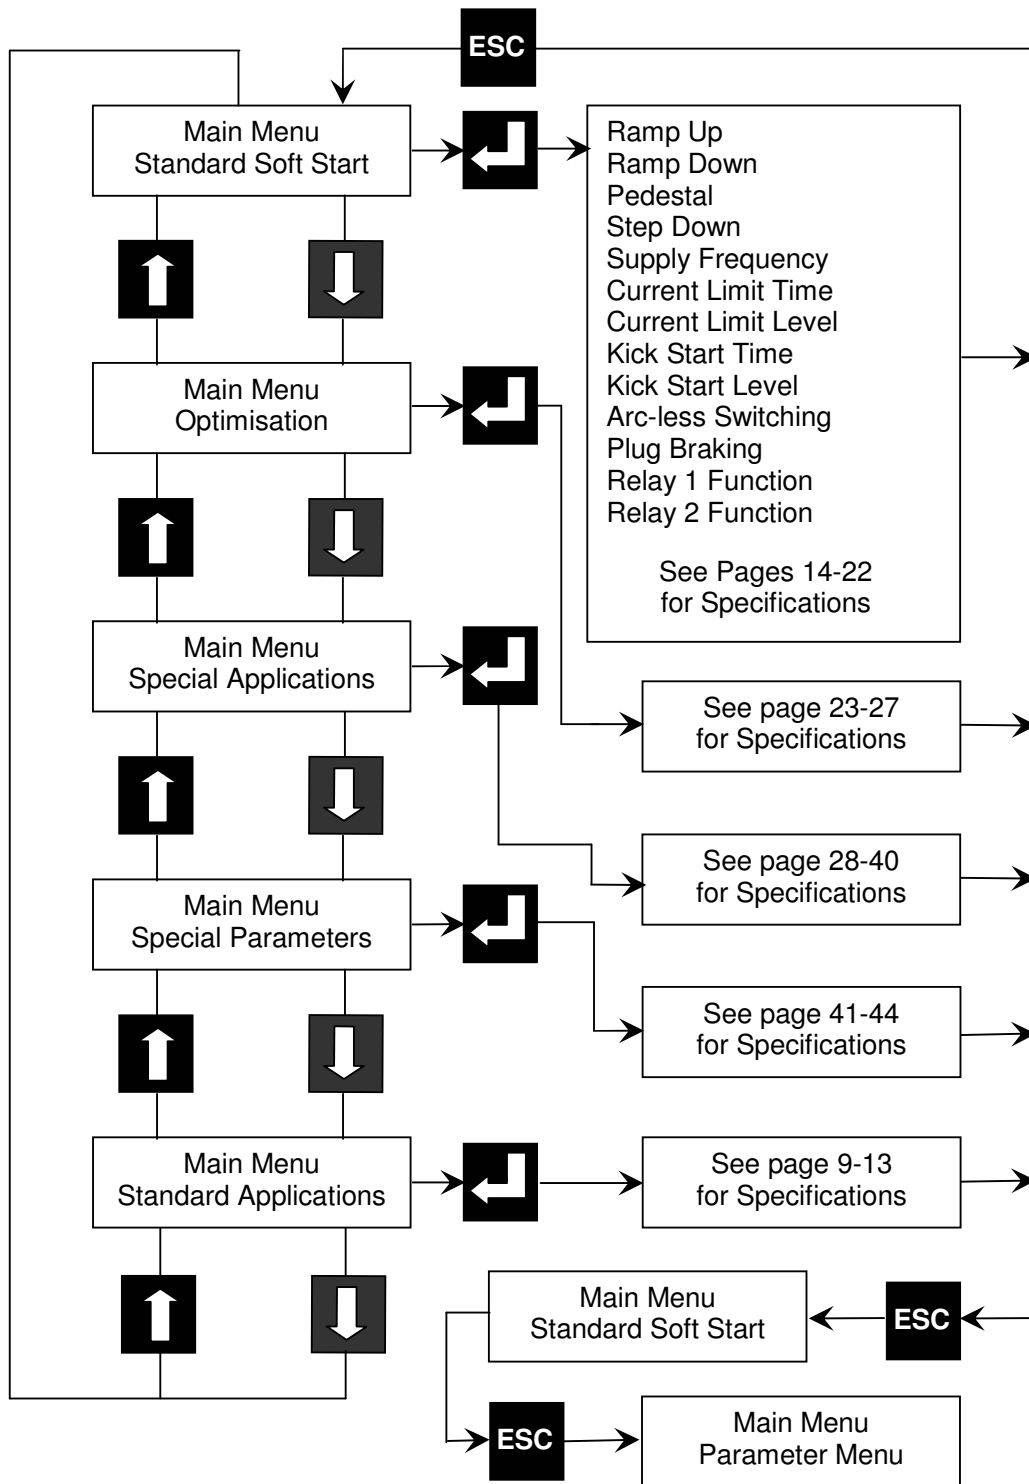 ESC
Main Menu
Standard Soft Start
Ramp Up
Ramp Down
Pedestal
Step Down
Supply Frequency
Current Limit Time
Current Limit Level
Kick Start Time
Kick Start Level
Arc-less Switching
Plug Braking
Relay 1 Function
Relay 2 Function
See Pages 14-22
for Specifications
Main Menu
Optimisation
Main Menu
Special Applications
See page 23-27
for Specifications
See page 28-40
for Specifications
Main Menu
Special Parameters
See page 41-44
for Specifications
Main Menu
Standard Applications
See page 9-13
for Specifications
Main Menu
Standard Soft Start
ESC
ESC
Main Menu
Parameter Menu